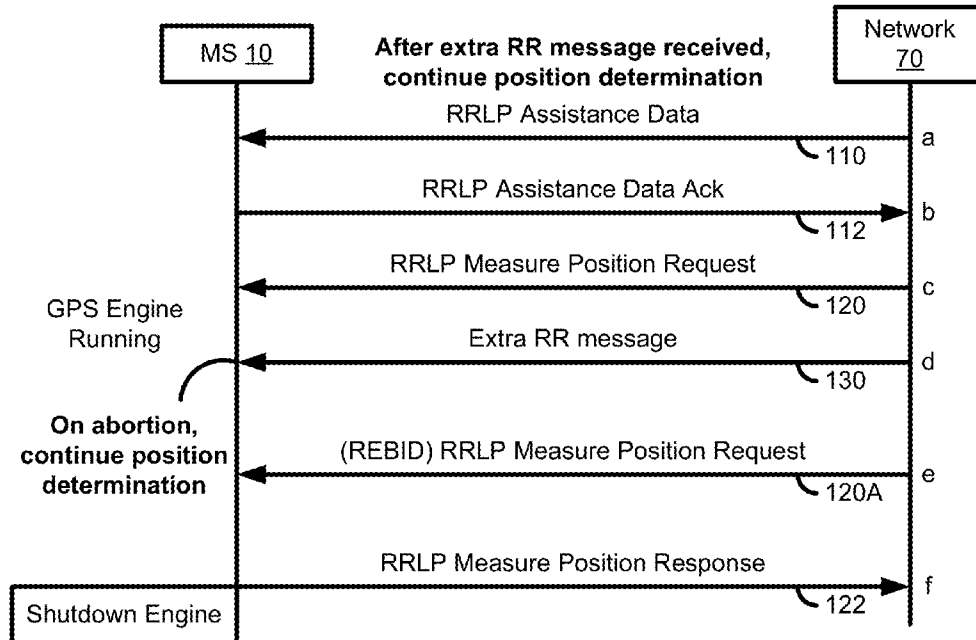 MS 10
After extra RR message received,
continue position determination
Network
70
RRLP Assistance Data
a
110
RRLP Assistance Data Ack
b
112
RRLP Measure Position Request
c
120
GPS Engine
Running
Extra RR message
d
130
On abortion,
continue position
determination
(REBID) RRLP Measure Position Request
e
120A
RRLP Measure Position Response
f
122
Shutdown Engine